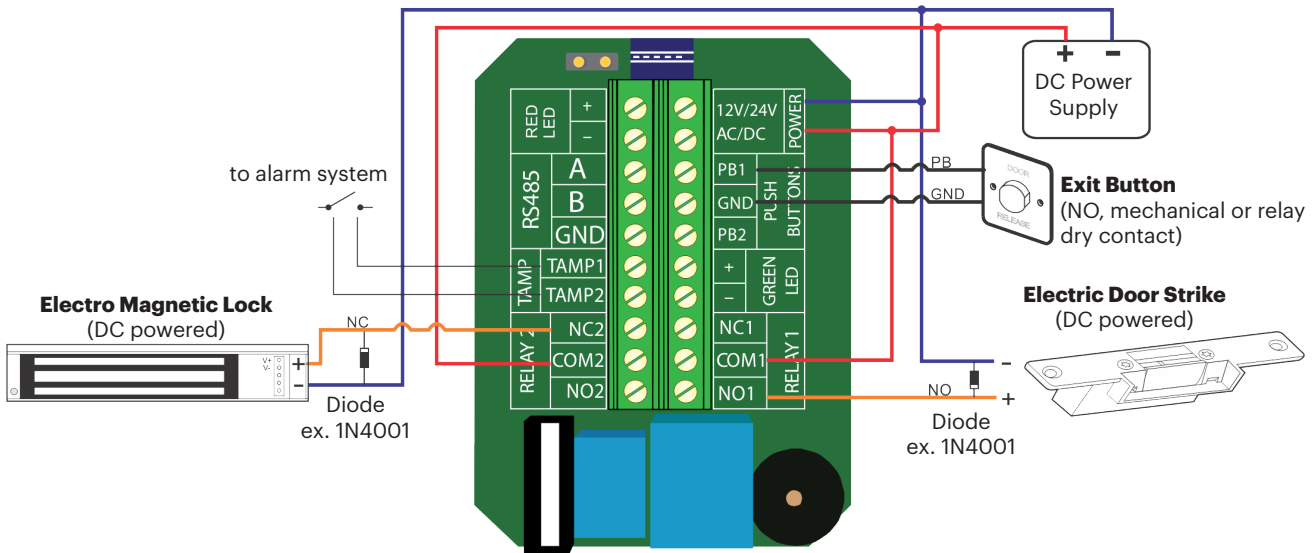 + -
DC Power
Supply
RED
LED
+
-
12V/24V
AC/DC
POWER
to alarm system
RS485
A
B
GND
PB1
GND
PB2
PUSH
BUTTONS
PB
GND
DOOR
RELEASE
Exit Button
(NO, mechanical or relay
dry contact)
TAMP
TAMP1
TAMP2
+
-
GREEN
LED
Electro Magnetic Lock
(DC powered)
V+
V-
+
-
NC
Diode
ex. 1N4001
RELAY 2
NC2
COM2
NO2
NC1
COM1
NO1
RELAY 1
Electric Door Strike
(DC powered)
-
+
NO
Diode
ex. 1N4001